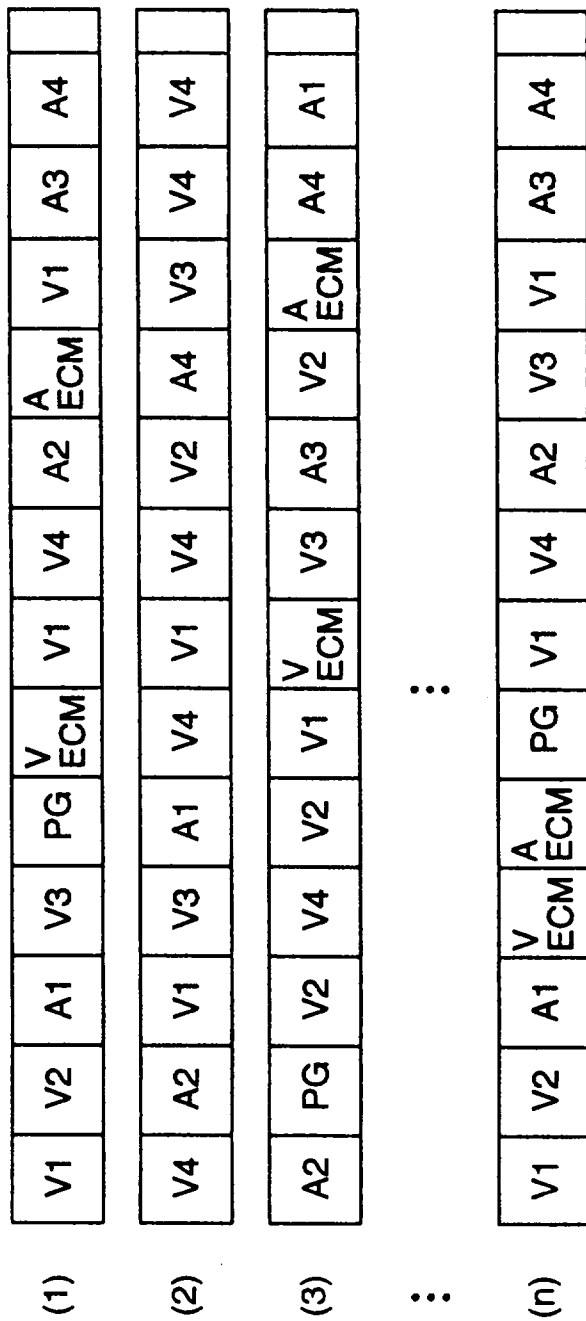 (1) V1 V2 A1 V3 PG V ECM V1 V4 A2 A ECM V1 A3 A4
(2) V4 A2 V1 V3 A1 V4 V1 V4 V2 A4 V3 V4 V4
(3) A2 PG V2 V4 V2 V1 V ECM V3 A3 V2 A ECM A4 A1
(n) V1 V2 A1 V ECM A ECM PG V1 V4 A2 V3 V1 A3 A4